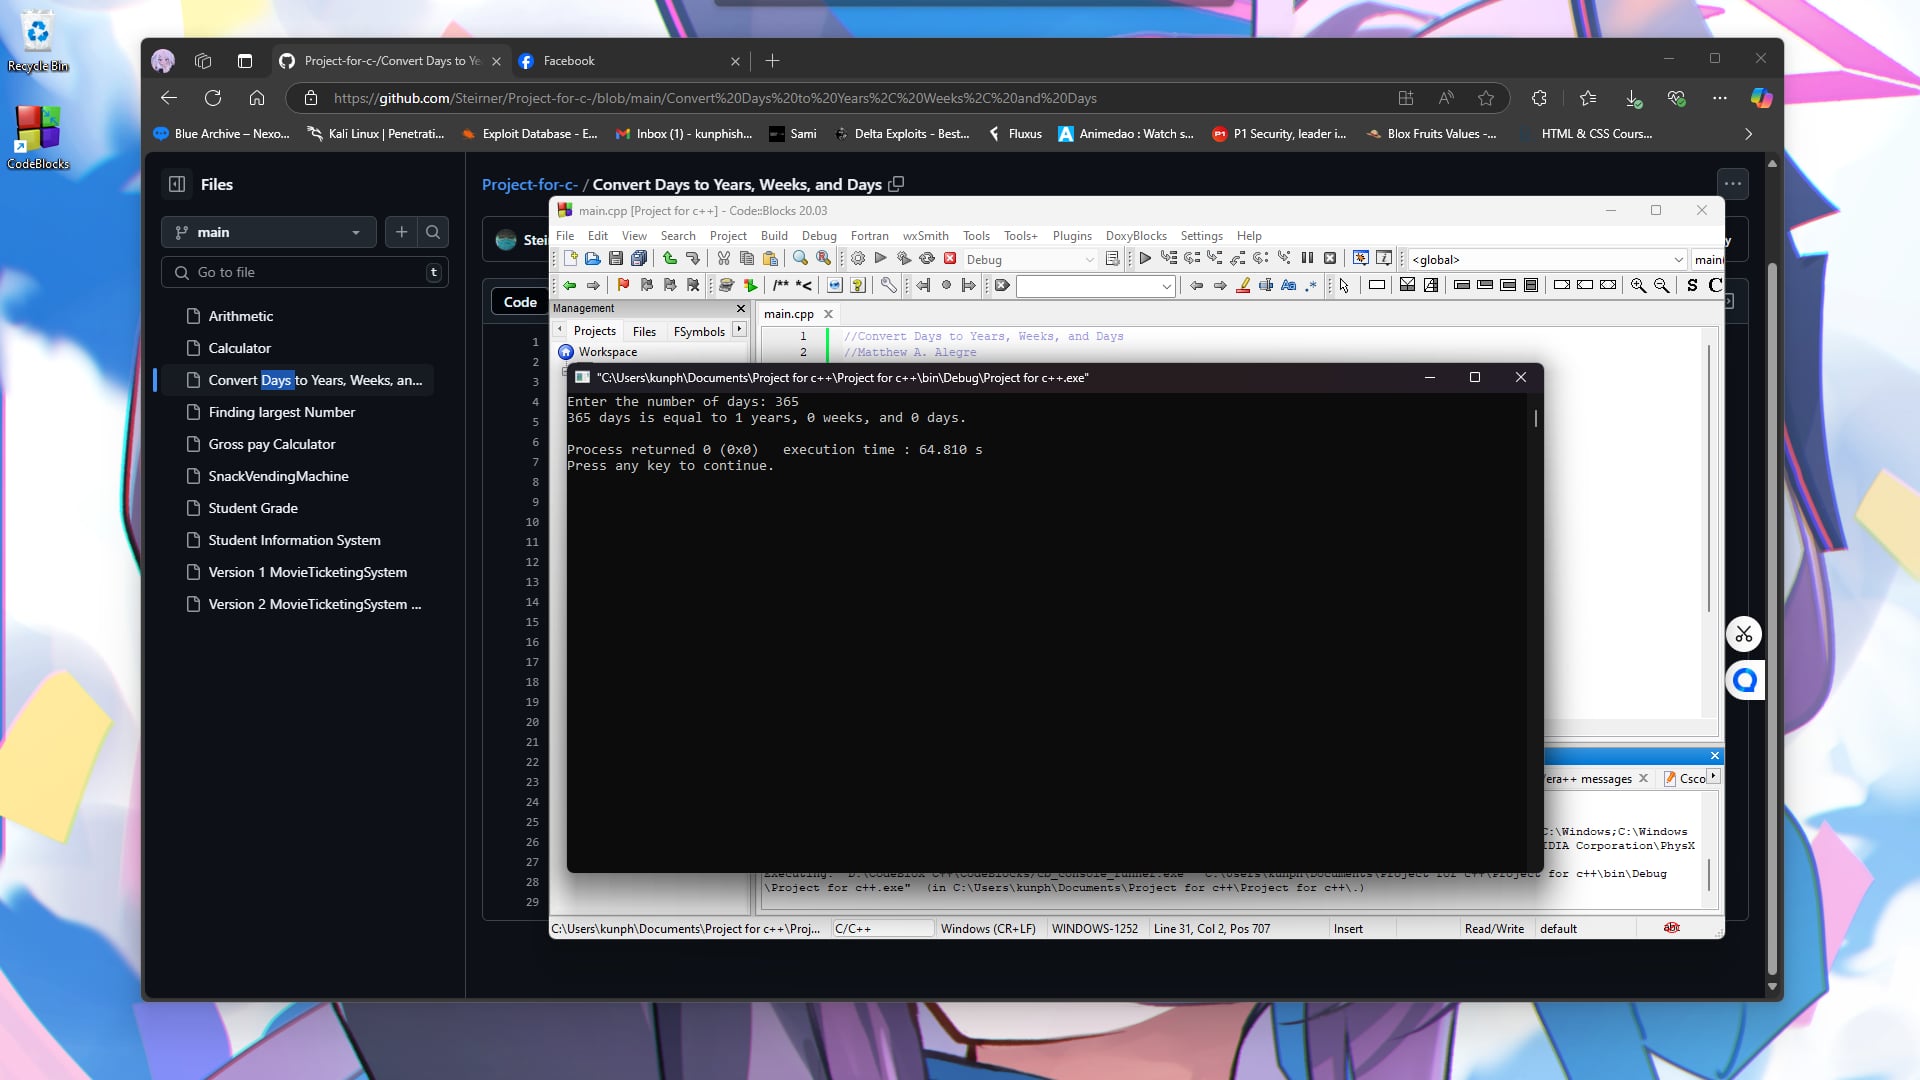 Recycle Bin
CodeBlocks
Project-for-c-/Convert Days to Ye
Facebook
https://github.com/Steirner/Project-for-c-/blob/main/Convert%20Days%20to%20Years%2C%20Weeks%2C%20and%20Days
Blue Archive – Nexo...
Kali Linux | Penetrati...
Exploit Database - E...
Inbox (1) - kunphish...
Sami
Delta Exploits - Best...
Fluxus
Animedao : Watch s...
P1 Security, leader i...
Blox Fruits Values -...
HTML & CSS Cours...
Files
main
Go to file
t
Arithmetic
Calculator
Convert Days to Years, Weeks, an...
Finding largest Number
Gross pay Calculator
SnackVendingMachine
Student Grade
Student Information System
Version 1 MovieTicketingSystem
Version 2 MovieTicketingSystem ...
Project-for-c- / Convert Days to Years, Weeks, and Days
Stei
y
Code
1
2
3
4
5
6
7
8
9
10
11
12
13
14
15
16
17
18
19
20
21
22
23
24
25
26
27
28
29
main.cpp [Project for c++] - Code::Blocks 20.03
File Edit View Search Project Build Debug Fortran wxSmith Tools Tools+ Plugins DoxyBlocks Settings Help
Debug
<global>
main(
/** *<
Aa
.*
S C
Management
Projects Files FSymbols
Workspace
main.cpp
1 //Convert Days to Years, Weeks, and Days
2 //Matthew A. Alegre
"C:\Users\kunph\Documents\Project for c++\Project for c++\bin\Debug\Project for c++.exe"
Enter the number of days: 365
365 days is equal to 1 years, 0 weeks, and 0 days.
Process returned 0 (0x0)   execution time : 64.810 s
Press any key to continue.
era++ messages
Csco
C:\Windows;C:\Windows
IDIA Corporation\PhysX
Executing: "D:\CodeBlox C++\CodeBlocks/cb_console_runner.exe" "C:\Users\kunph\Documents\Project for c++\Project for c++\bin\Debug
\Project for c++.exe"  (in C:\Users\kunph\Documents\Project for c++\Project for c++\.)
C:\Users\kunph\Documents\Project for c++\Proj...
C/C++
Windows (CR+LF)
WINDOWS-1252
Line 31, Col 2, Pos 707
Insert
Read/Write
default
abc